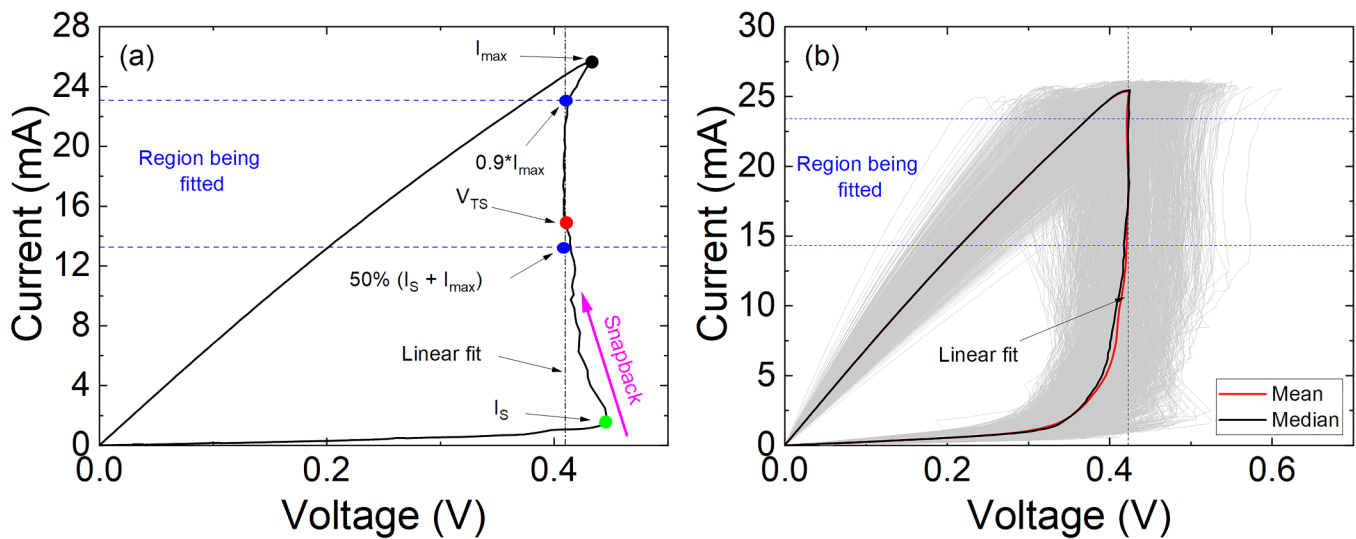 (a)
28
24
20
16
12
8
4
0
Current (mA)
I_max
Region being
fitted
0.9*I_max
V_TS
50% (I_S + I_max)
Snapback
Linear fit
I_S
0.0
0.2
0.4
Voltage (V)
(b)
30
25
20
15
10
5
0
Current (mA)
Region being
fitted
Linear fit
Mean
Median
0.0
0.2
0.4
0.6
Voltage (V)